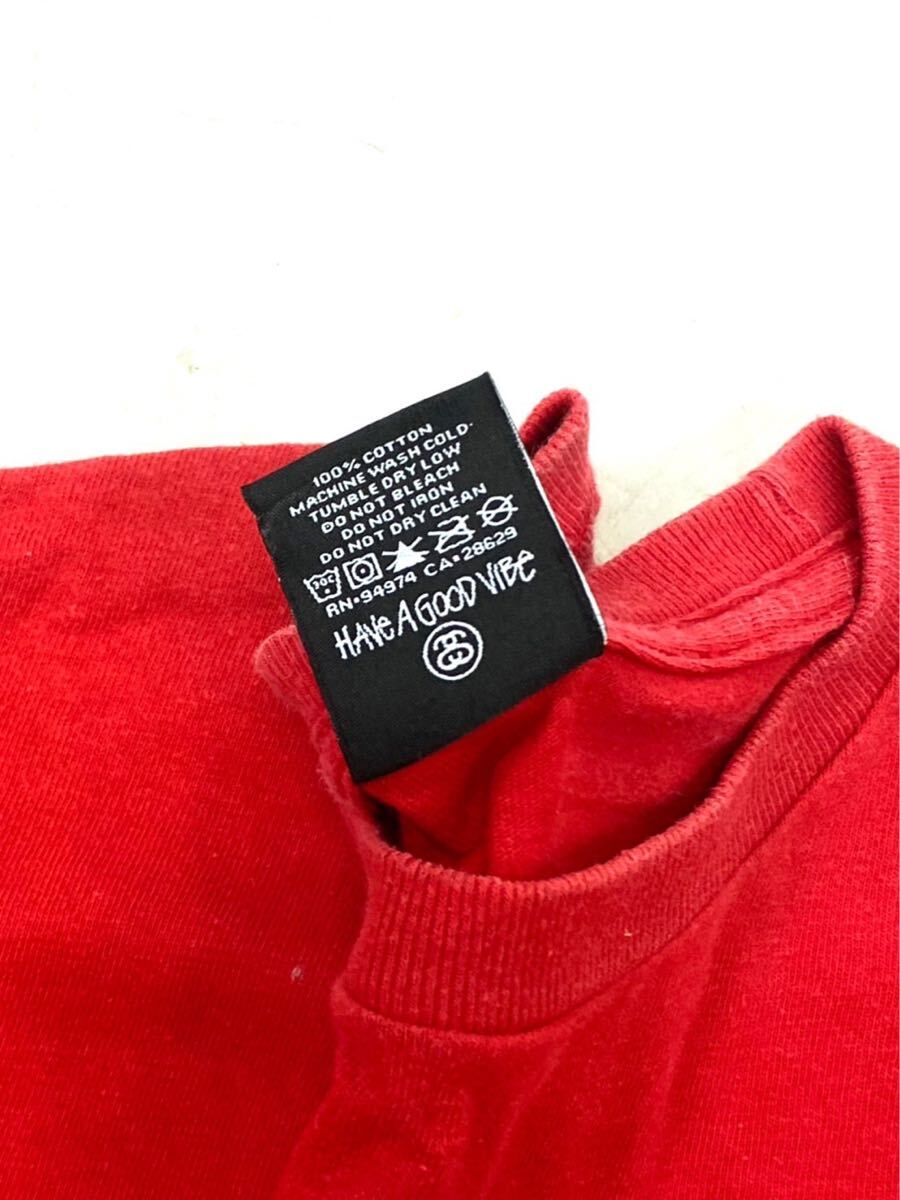 100% COTTON
MACHINE WASH COLD·
TUMBLE DRY LOW
DO NOT BLEACH
DO NOT IRON
DO NOT DRY CLEAN
30C
RN·94974 CA·28629
HAVE A GOOD VIBE